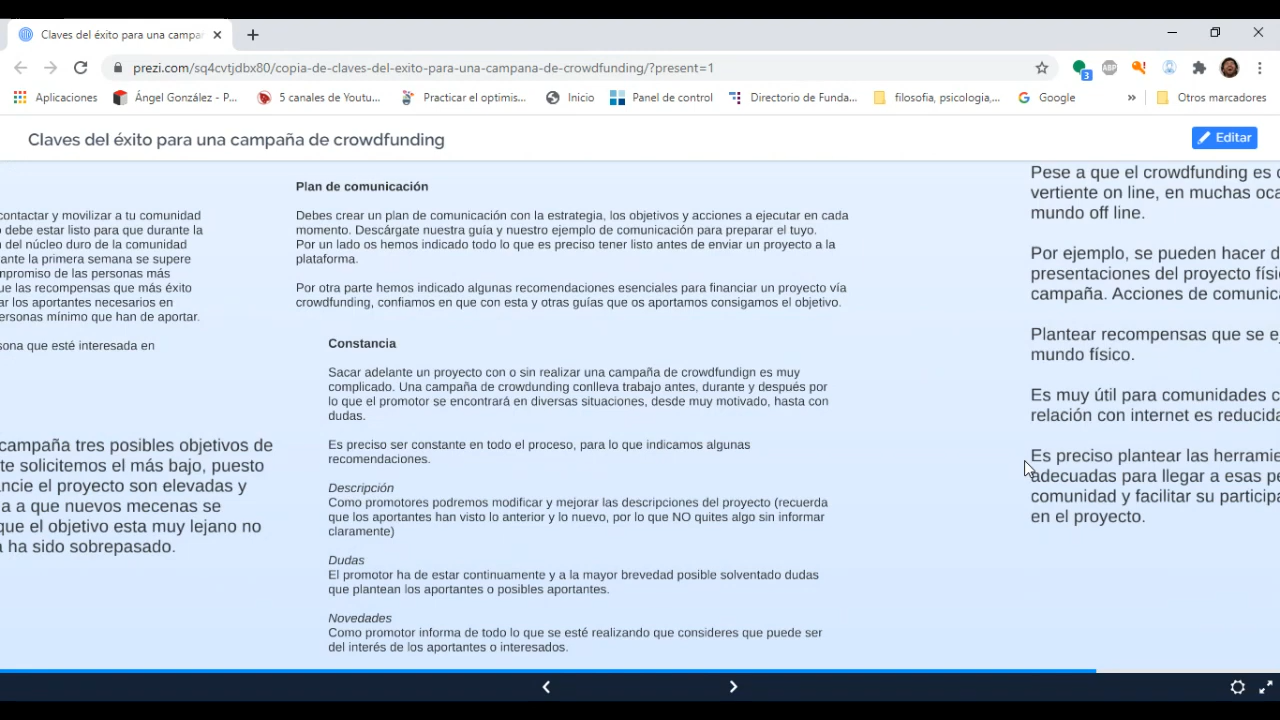 Claves del éxito para una campa
prezi.com/sq4cvtjdbx80/copia-de-claves-del-exito-para-una-campana-de-crowdfunding/?present=1
3
ABP
Aplicaciones
Ángel González - P...
5 canales de Youtu...
Practicar el optimis...
Inicio
Panel de control
Directorio de Funda...
filosofia, psicologia,...
Google
»
Otros marcadores
Claves del éxito para una campaña de crowdfunding
Editar
contactar y movilizar a tu comunidad
debe estar listo para que durante la
del núcleo duro de la comunidad
ante la primera semana se supere
mpromiso de las personas más
ue las recompensas que más éxito
ar los aportantes necesarios en
ersonas mínimo que han de aportar.
sona que esté interesada en
campaña tres posibles objetivos de
te solicitemos el más bajo, puesto
ncie el proyecto son elevadas y
a a que nuevos mecenas se
que el objetivo esta muy lejano no
ha sido sobrepasado.
Plan de comunicación
Debes crear un plan de comunicación con la estrategia, los objetivos y acciones a ejecutar en cada
momento. Descárgate nuestra guía y nuestro ejemplo de comunicación para preparar el tuyo.
Por un lado os hemos indicado todo lo que es preciso tener listo antes de enviar un proyecto a la
plataforma.
Por otra parte hemos indicado algunas recomendaciones esenciales para financiar un proyecto vía
crowdfunding, confiamos en que con esta y otras guías que os aportamos consigamos el objetivo.
Constancia
Sacar adelante un proyecto con o sin realizar una campaña de crowdfundign es muy
complicado. Una campaña de crowdunding conlleva trabajo antes, durante y después por
lo que el promotor se encontrará en diversas situaciones, desde muy motivado, hasta con
dudas.
Es preciso ser constante en todo el proceso, para lo que indicamos algunas
recomendaciones.
Descripción
Como promotores podremos modificar y mejorar las descripciones del proyecto (recuerda
que los aportantes han visto lo anterior y lo nuevo, por lo que NO quites algo sin informar
claramente)
Dudas
El promotor ha de estar continuamente y a la mayor brevedad posible solventado dudas
que plantean los aportantes o posibles aportantes.
Novedades
Como promotor informa de todo lo que se esté realizando que consideres que puede ser
del interés de los aportantes o interesados.
Pese a que el crowdfunding es
vertiente on line, en muchas oca
mundo off line.
Por ejemplo, se pueden hacer d
presentaciones del proyecto físi
campaña. Acciones de comunica
Plantear recompensas que se ej
mundo físico.
Es muy útil para comunidades c
relación con internet es reducida
Es preciso plantear las herramie
adecuadas para llegar a esas pe
comunidad y facilitar su participa
en el proyecto.